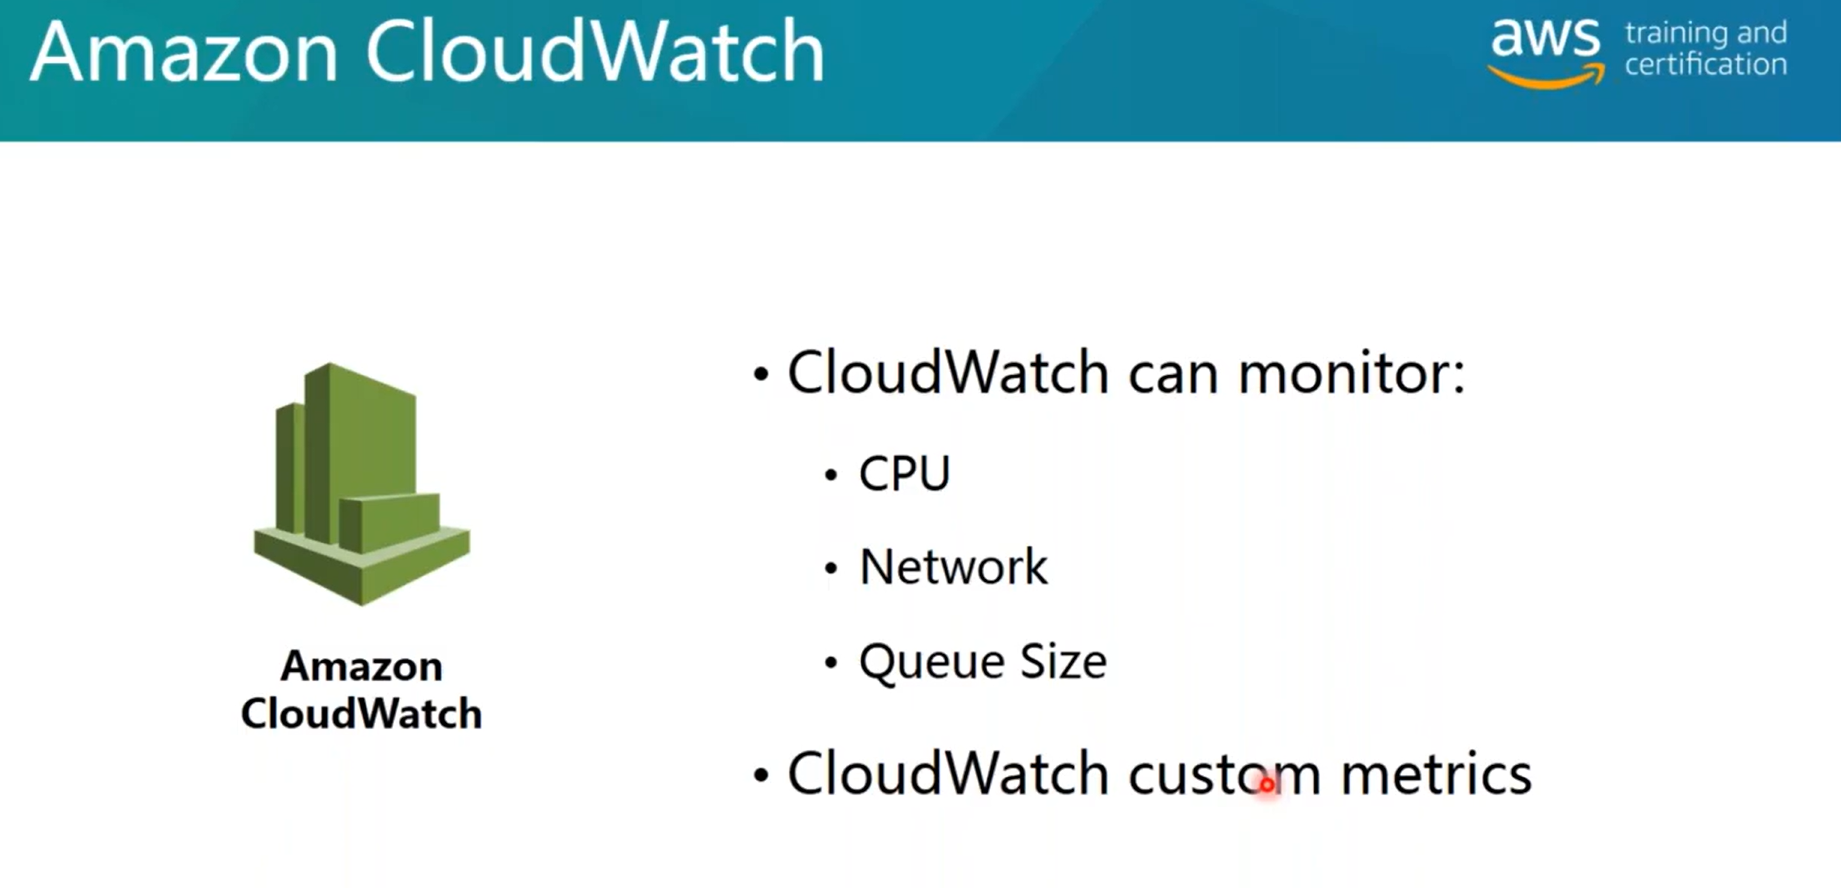 Amazon CloudWatch
aws
training and
certification
• CloudWatch can monitor:
• CPU
• Network
• Queue Size
• CloudWatch custom metrics
Amazon
CloudWatch